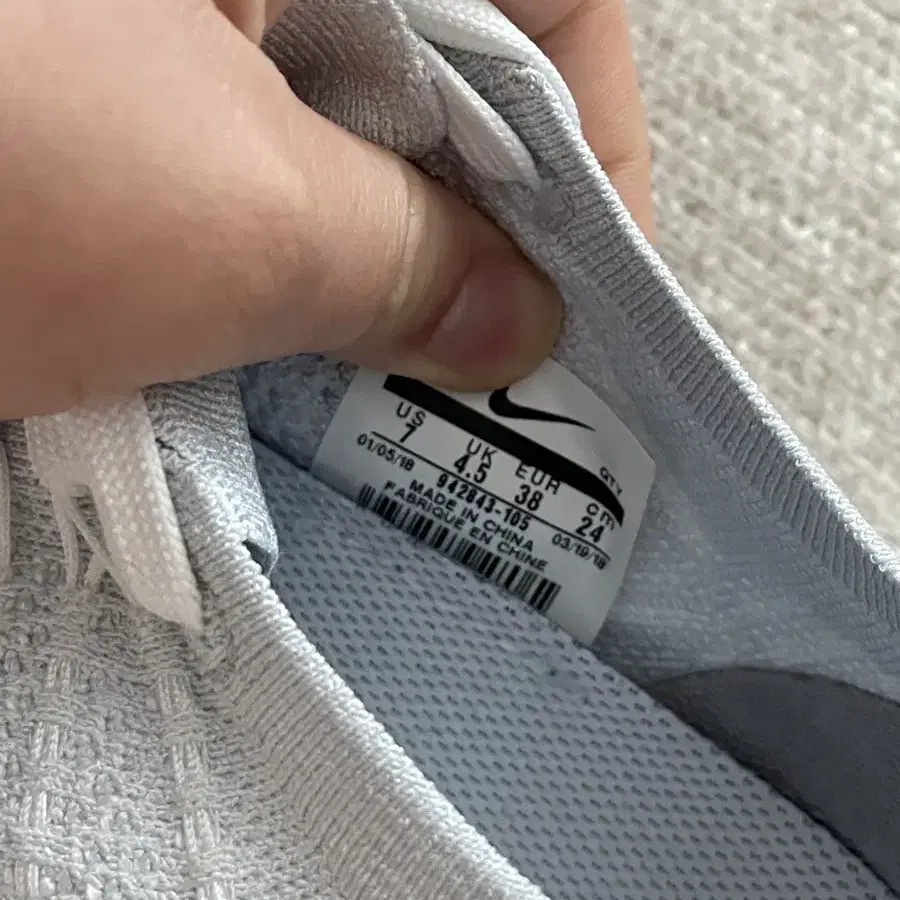 US UK EUR cm
7 4.5 38 24
01/05/18 942843-105 03/19/18
MADE IN CHINA
FABRIQUE EN CHINE